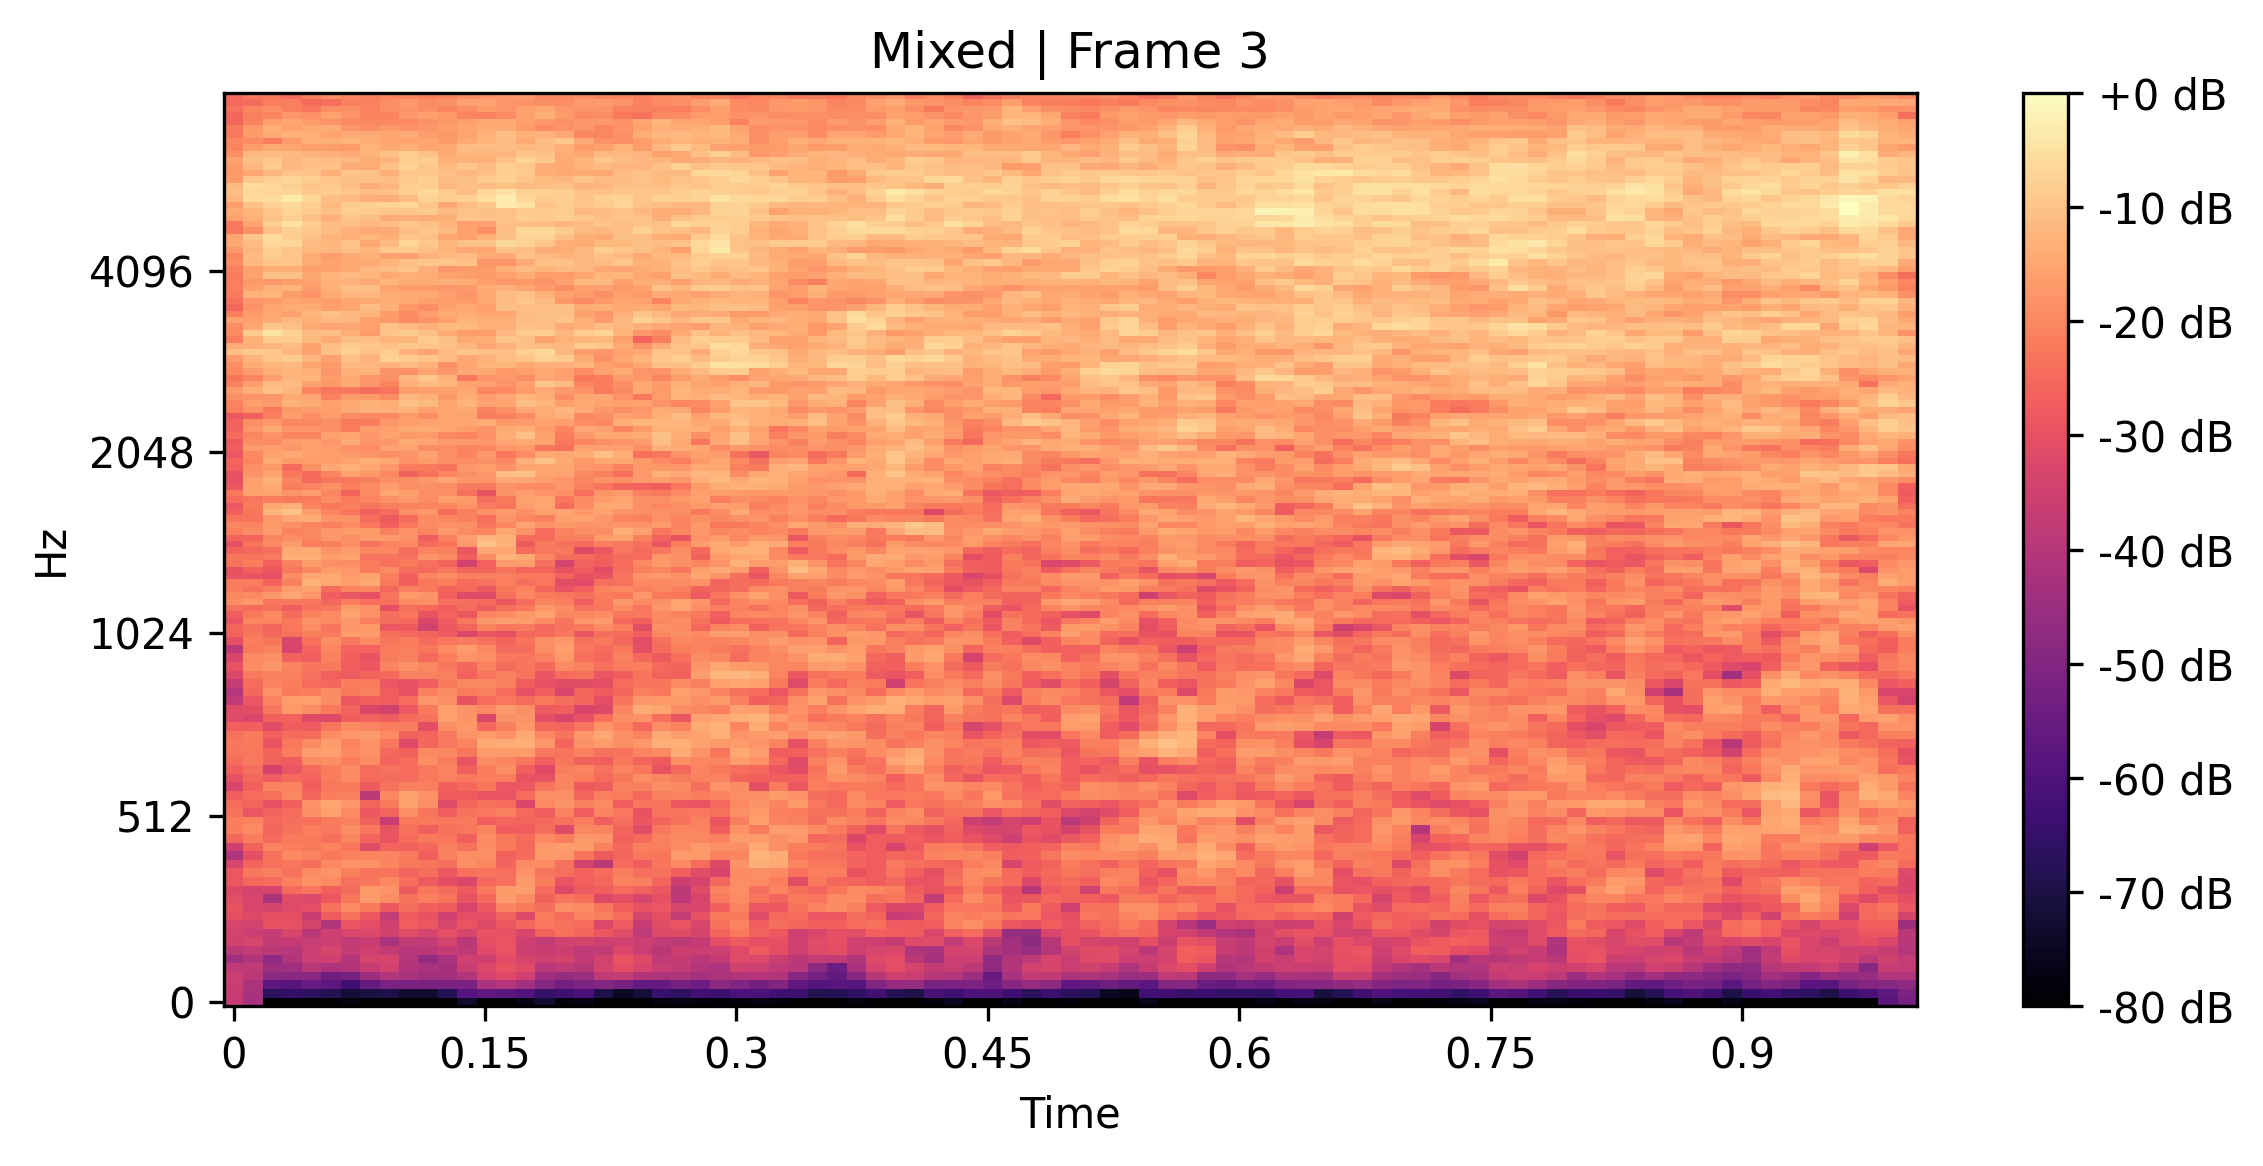 Mixed | Frame 3
Hz
4096
2048
1024
512
0
0 0.15 0.3 0.45 0.6 0.75 0.9
Time
+0 dB
-10 dB
-20 dB
-30 dB
-40 dB
-50 dB
-60 dB
-70 dB
-80 dB